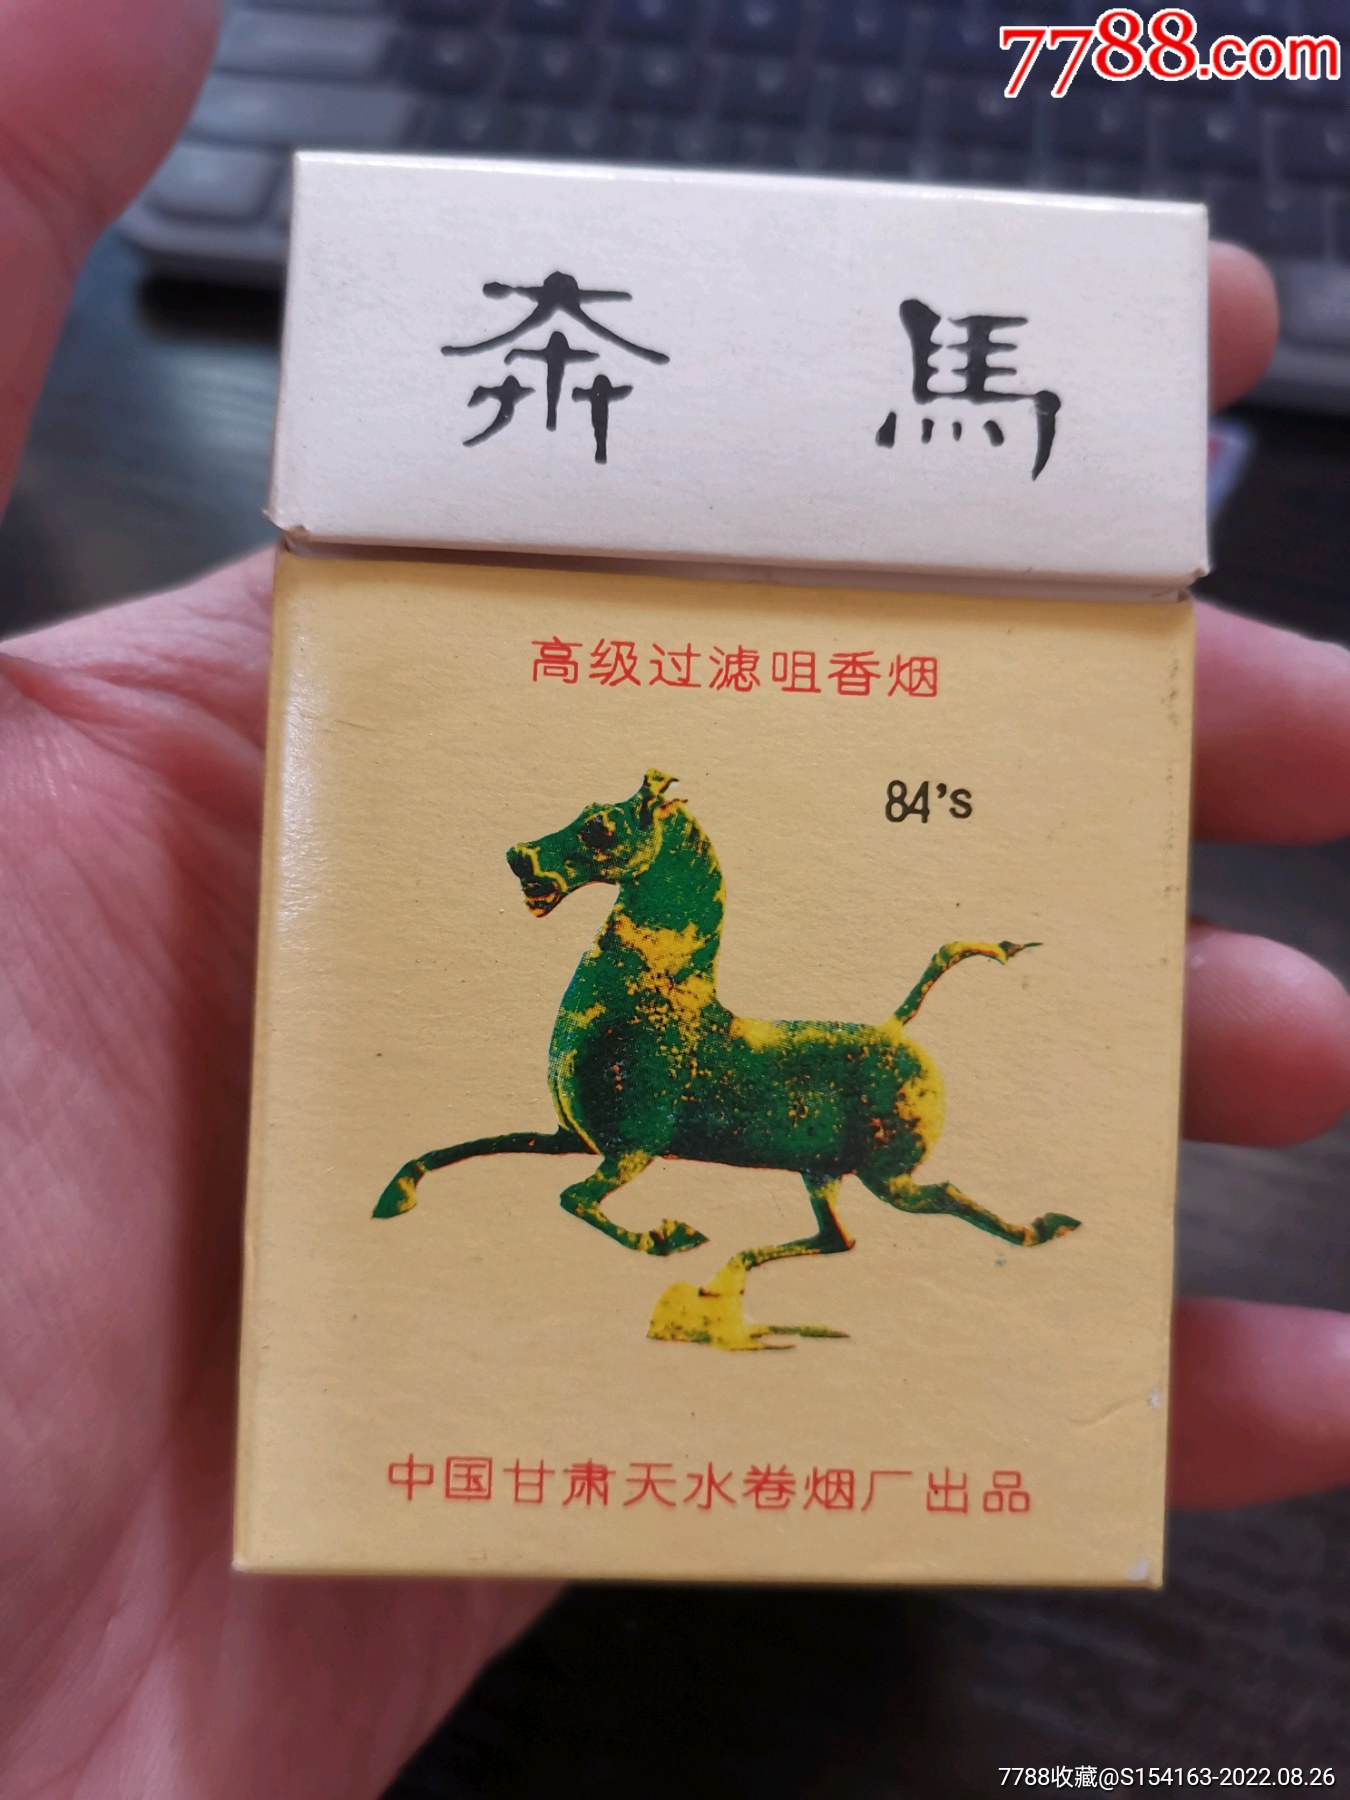 7788.com
奔馬
高级过滤咀香烟
84's
中国甘肃天水卷烟厂出品
7788收藏@S154163-2022.08.26